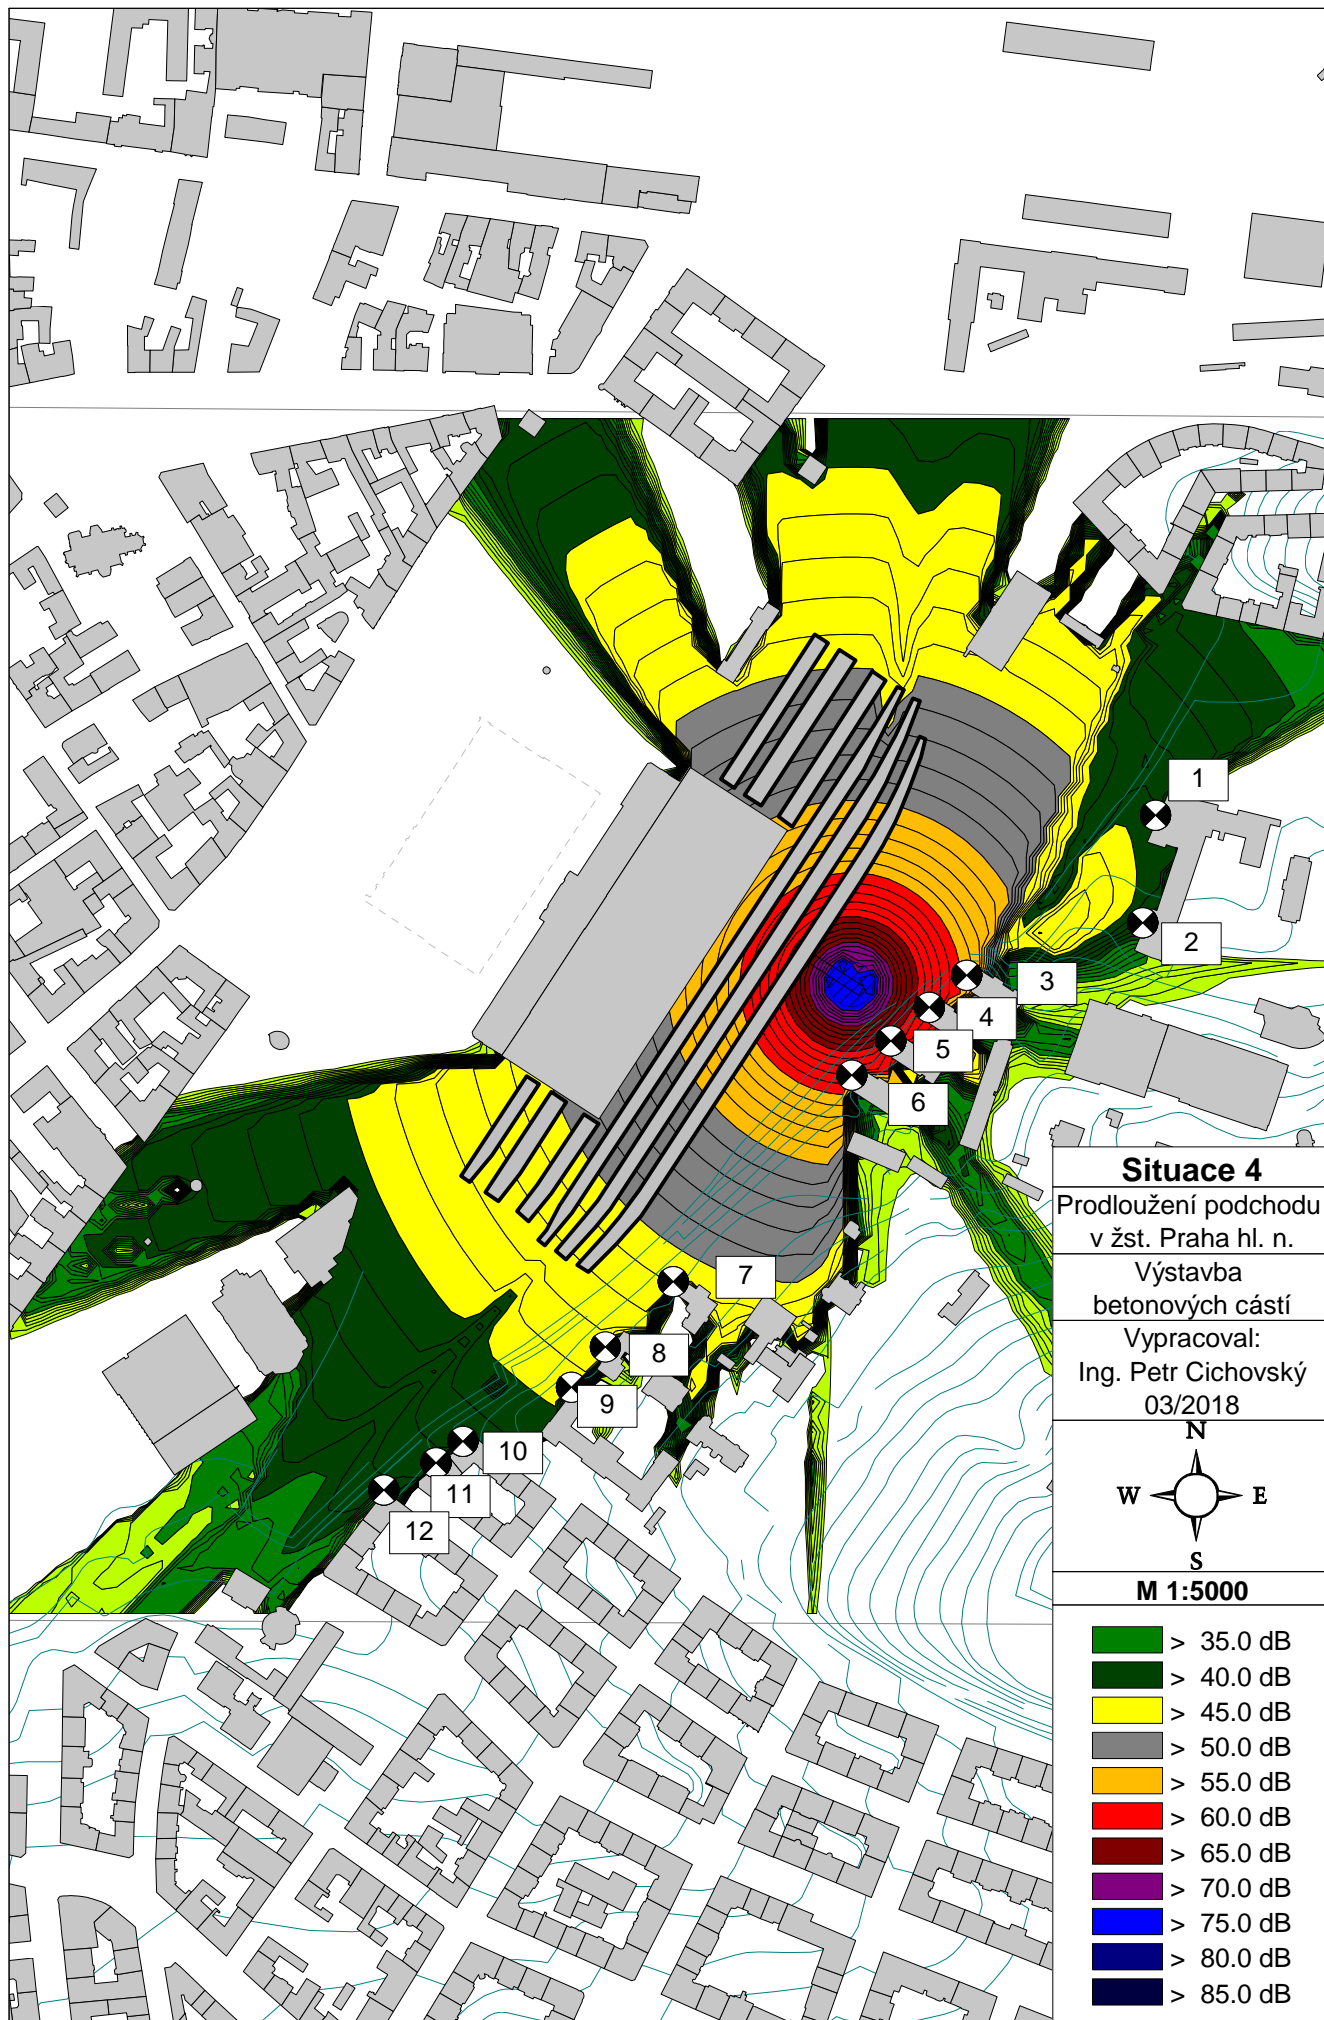 1
2
3
4
5
6
7
8
9
10
11
12
Situace 4
Prodloužení podchodu
v žst. Praha hl. n.
Výstavba
betonových cástí
Vypracoval:
Ing. Petr Cichovský
03/2018
N
W E
S
M 1:5000
> 35.0 dB
> 40.0 dB
> 45.0 dB
> 50.0 dB
> 55.0 dB
> 60.0 dB
> 65.0 dB
> 70.0 dB
> 75.0 dB
> 80.0 dB
> 85.0 dB